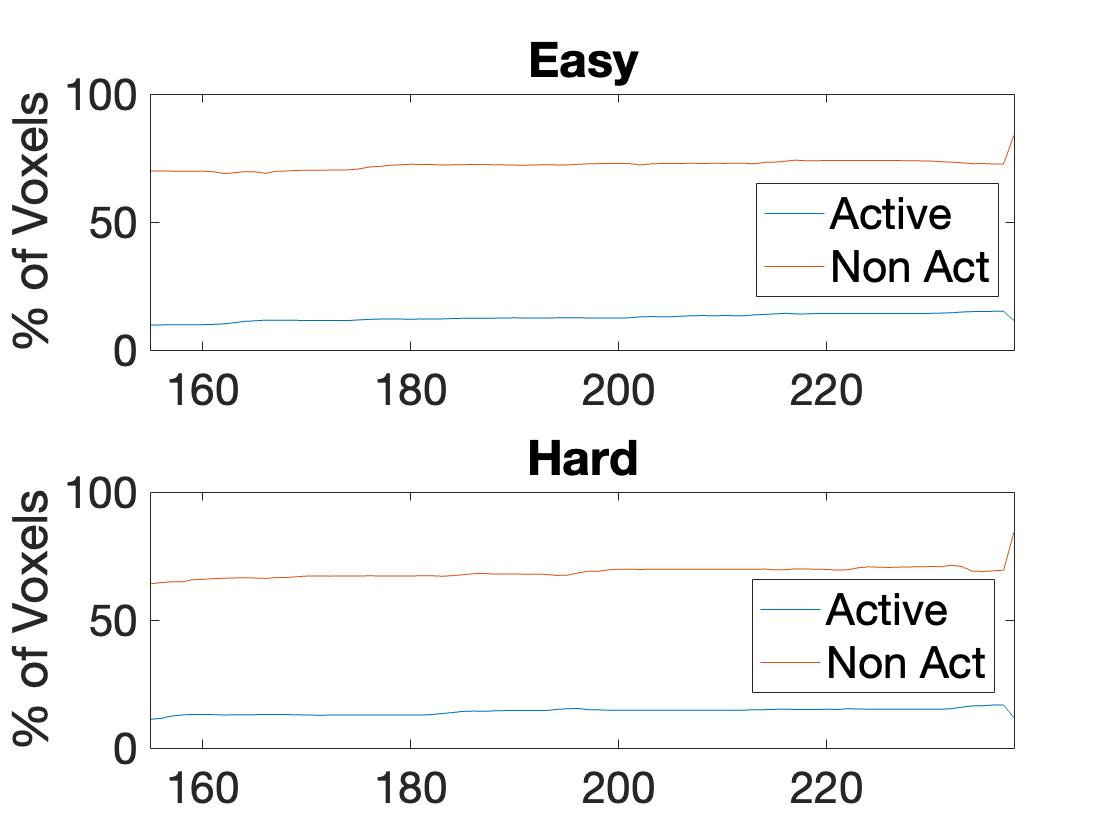 Easy
% of Voxels
100
50
0
Active
Non Act
160 180 200 220
Hard
% of Voxels
100
50
0
Active
Non Act
160 180 200 220